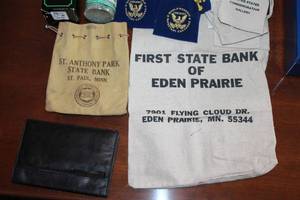 ST. ANTHONY PARK
STATE BANK
ST. PAUL, MINN.
FIRST STATE BANK
OF
EDEN PRAIRIE
7901 FLYING CLOUD DR.
EDEN PRAIRIE, MN. 55344